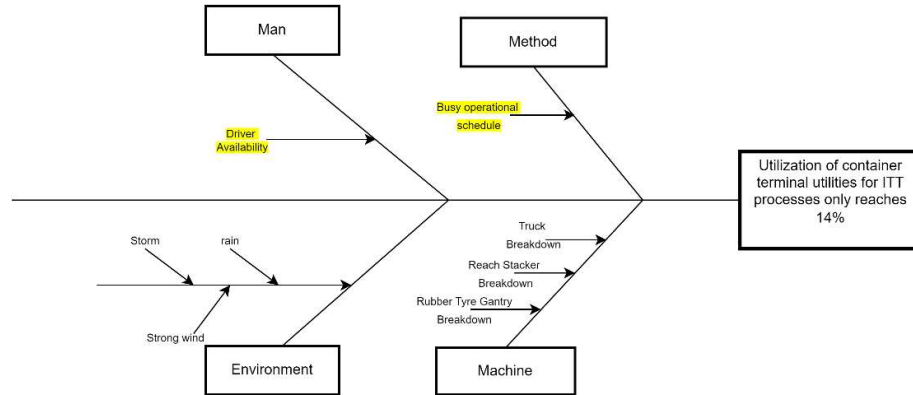 Man
Method
Busy operational
schedule
Driver
Availability
Utilization of container
terminal utilities for ITT
processes only reaches
14%
Storm
rain
Strong wind
Truck
Breakdown
Reach Stacker
Breakdown
Rubber Tyre Gantry
Breakdown
Environment
Machine